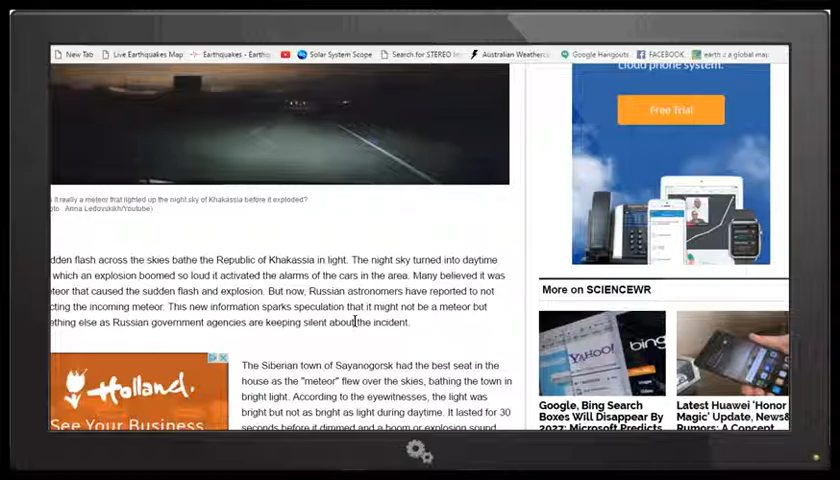 New Tab
Live Earthquakes Map
Earthquakes - Earthq
Solar System Scope
Search for STEREO
Australian Weather
Google Hangouts
FACEBOOK
earth :: a global map
cloud phone system.
Free Trial
it really a meteor that lighted up the night sky of Khakassia before it exploded?
Anna Ledovskikh/Youtube)
dden flash across the skies bathe the Republic of Khakassia in light. The night sky turned into daytime
which an explosion boomed so loud it activated the alarms of the cars in the area. Many believed it was
eteor that caused the sudden flash and explosion. But now, Russian astronomers have reported to not
cting the incoming meteor. This new information sparks speculation that it might not be a meteor but
ething else as Russian government agencies are keeping silent about the incident.
More on SCIENCEWR
YAHOO!
bing
Google, Bing Search
Boxes Will Disappear By
2027; Microsoft Predicts
Latest Huawei 'Honor
Magic' Update, News &
Rumors: A Concept
Holland.
See Your Business
The Siberian town of Sayanogorsk had the best seat in the
house as the "meteor" flew over the skies, bathing the town in
bright light. According to the eyewitnesses, the light was
bright but not as bright as light during daytime. It lasted for 30
seconds before it dimmed and a boom or explosion sound